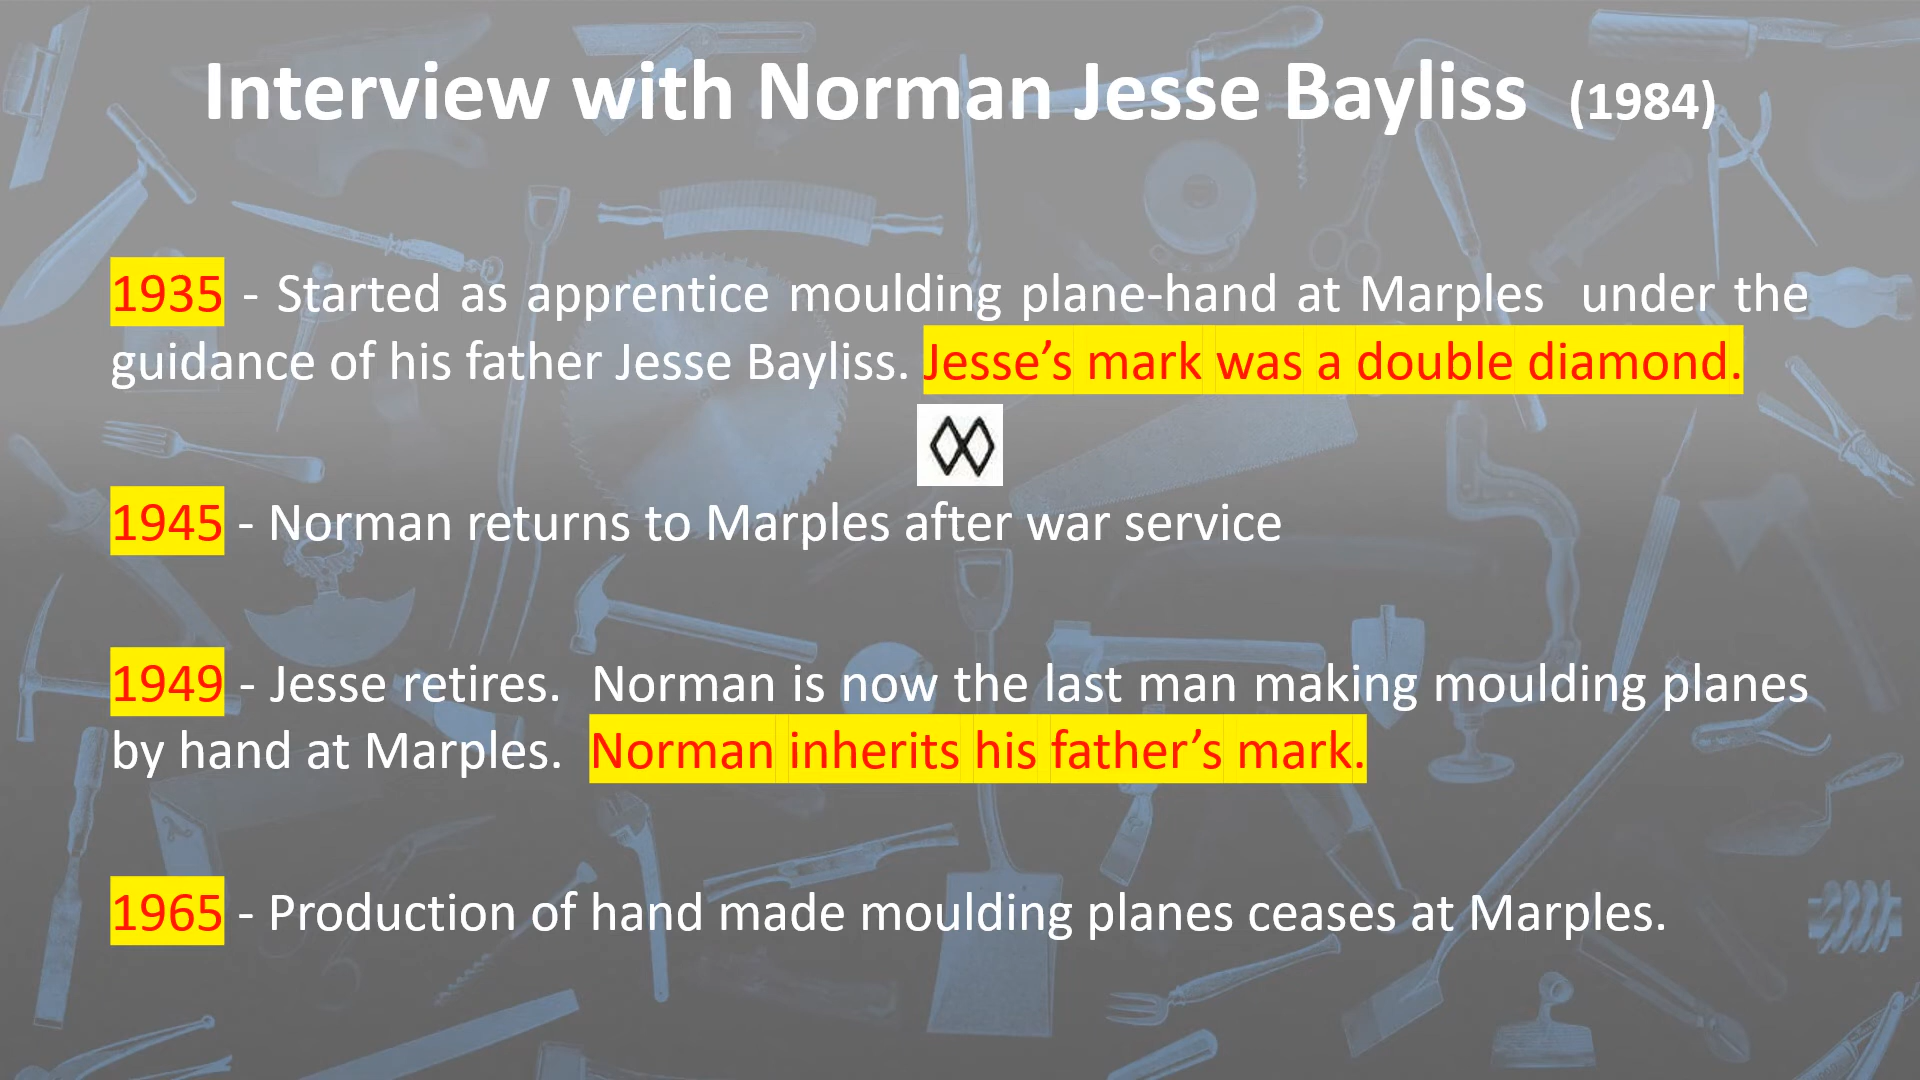 Interview with Norman Jesse Bayliss (1984)
1935 - Started as apprentice moulding plane-hand at Marples under the
guidance of his father Jesse Bayliss. Jesse’s mark was a double diamond.
1945 - Norman returns to Marples after war service
1949 - Jesse retires. Norman is now the last man making moulding planes
by hand at Marples. Norman inherits his father’s mark.
1965 - Production of hand made moulding planes ceases at Marples.